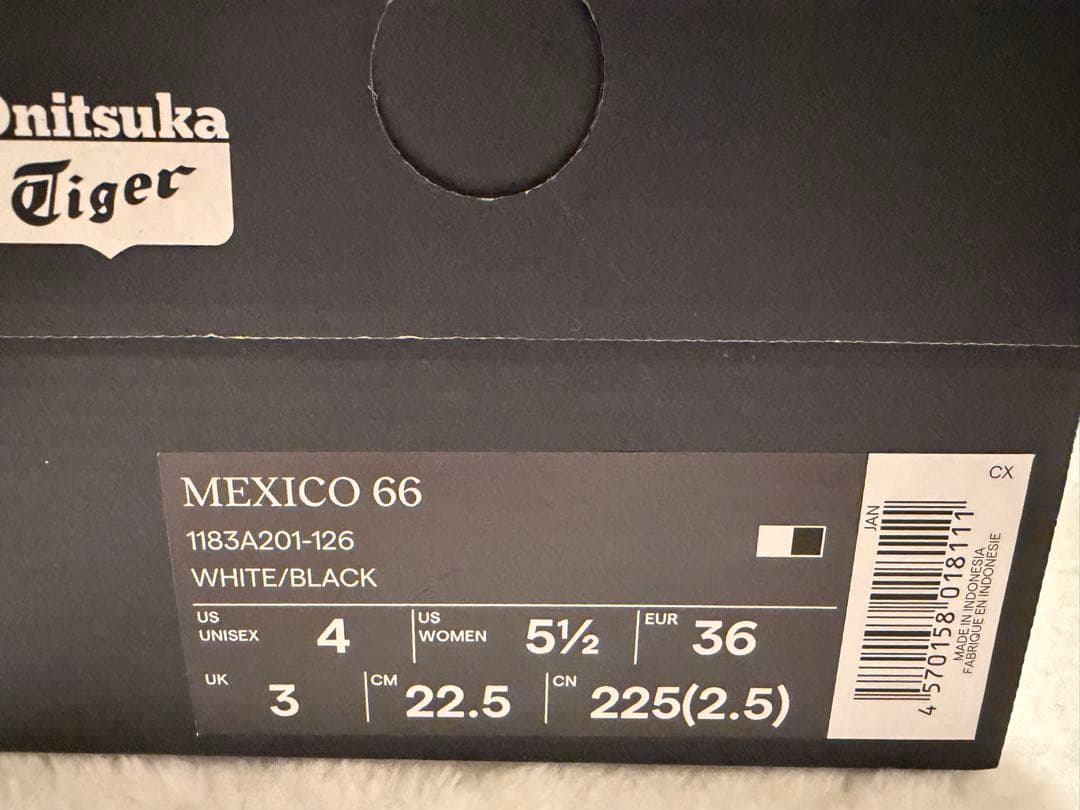 Onitsuka
Tiger
MEXICO 66
1183A201-126
WHITE/BLACK
US UNISEX 4 US WOMEN 5½ EUR 36
UK 3 CM 22.5 CN 225(2.5)
CX
JAN
4 570158 018111
MADE IN INDONESIA
FABRIQUE EN INDONESIE